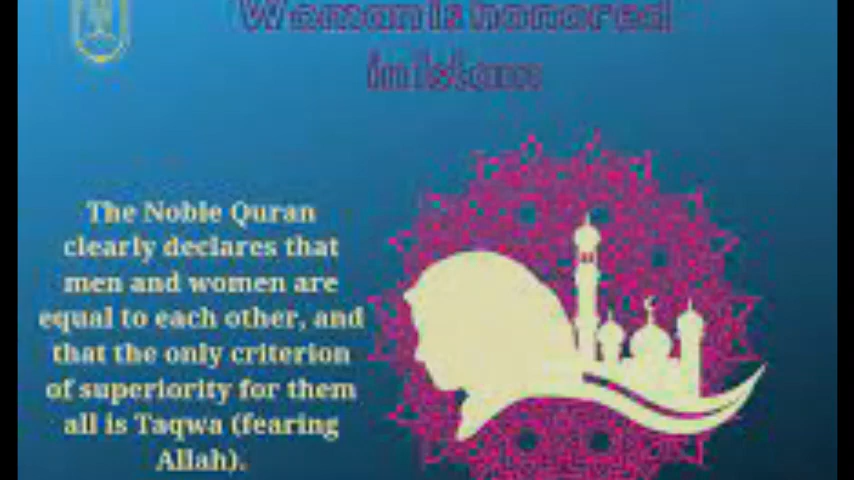 Woman is honored
in Islam
The Noble Quran
clearly declares that
men and women are
equal to each other, and
that the only criterion
of superiority for them
all is Taqwa (fearing
Allah).